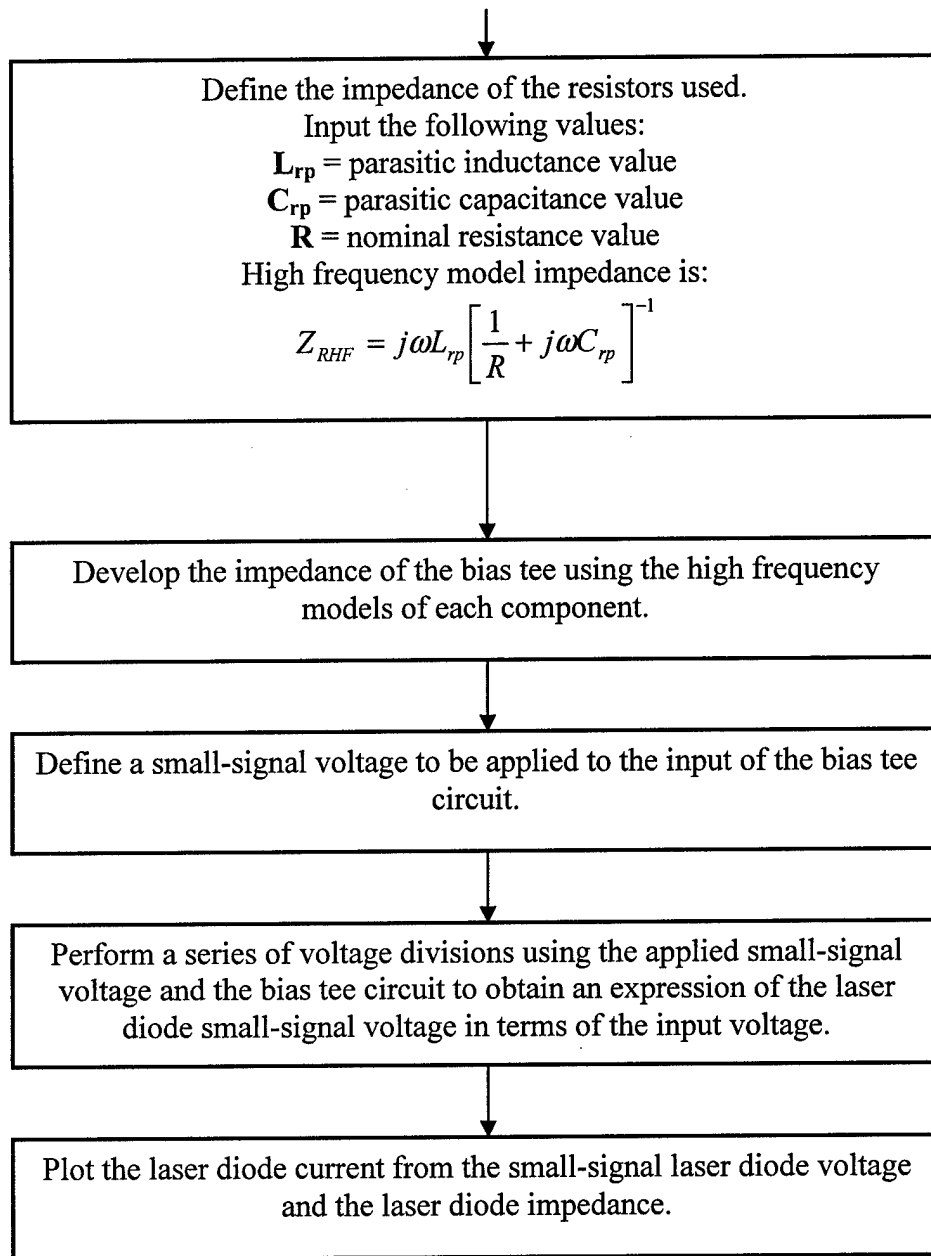 Define the impedance of the resistors used.
Input the following values:
L_rp = parasitic inductance value
C_rp = parasitic capacitance value
R = nominal resistance value
High frequency model impedance is:
Z_RHF = jωL_rp [ 1/R + jωC_rp ]^-1
Develop the impedance of the bias tee using the high frequency
models of each component.
Define a small-signal voltage to be applied to the input of the bias tee
circuit.
Perform a series of voltage divisions using the applied small-signal
voltage and the bias tee circuit to obtain an expression of the laser
diode small-signal voltage in terms of the input voltage.
Plot the laser diode current from the small-signal laser diode voltage
and the laser diode impedance.